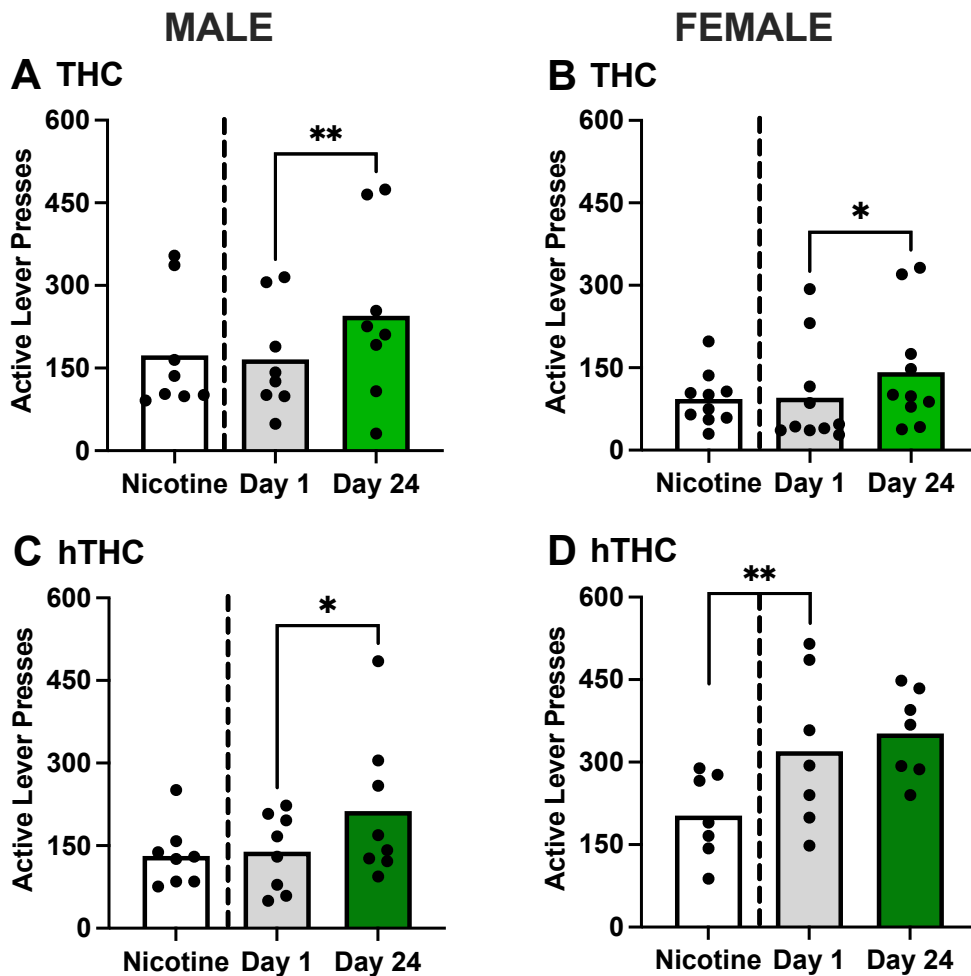 MALE
FEMALE
A THC
Active Lever Presses
600
450
300
150
0
**
Nicotine Day 1 Day 24
B THC
Active Lever Presses
600
450
300
150
0
*
Nicotine Day 1 Day 24
C hTHC
Active Lever Presses
600
450
300
150
0
*
Nicotine Day 1 Day 24
D hTHC
Active Lever Presses
600
450
300
150
0
**
Nicotine Day 1 Day 24